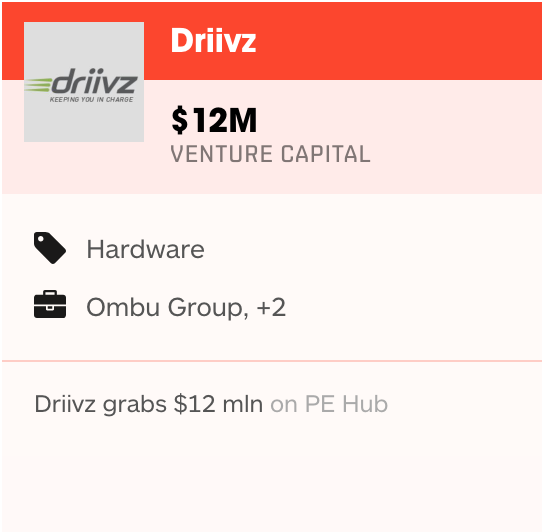 Driivz
driivz
KEEPING YOU IN CHARGE
$12M
VENTURE CAPITAL
Hardware
Ombu Group, +2
Driivz grabs $12 mln on PE Hub